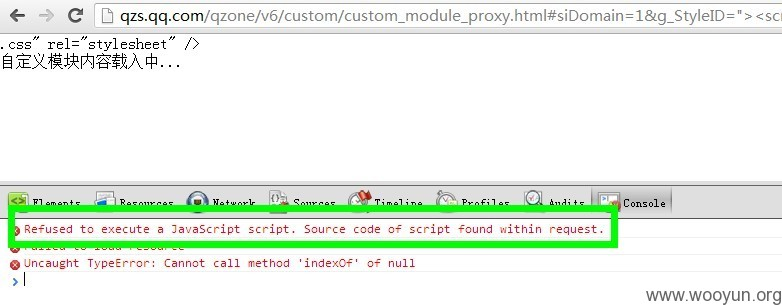 qzs.qq.com/qzone/v6/custom/custom_module_proxy.html#siDomain=1&g_StyleID="><scr
.css" rel="stylesheet" />
自定义模块内容载入中...
Elements Resources Network Sources Timeline Profiles Audits Console
Refused to execute a JavaScript script. Source code of script found within request.
Failed to load resource
Uncaught TypeError: Cannot call method 'indexOf' of null
>
www.wooyun.org